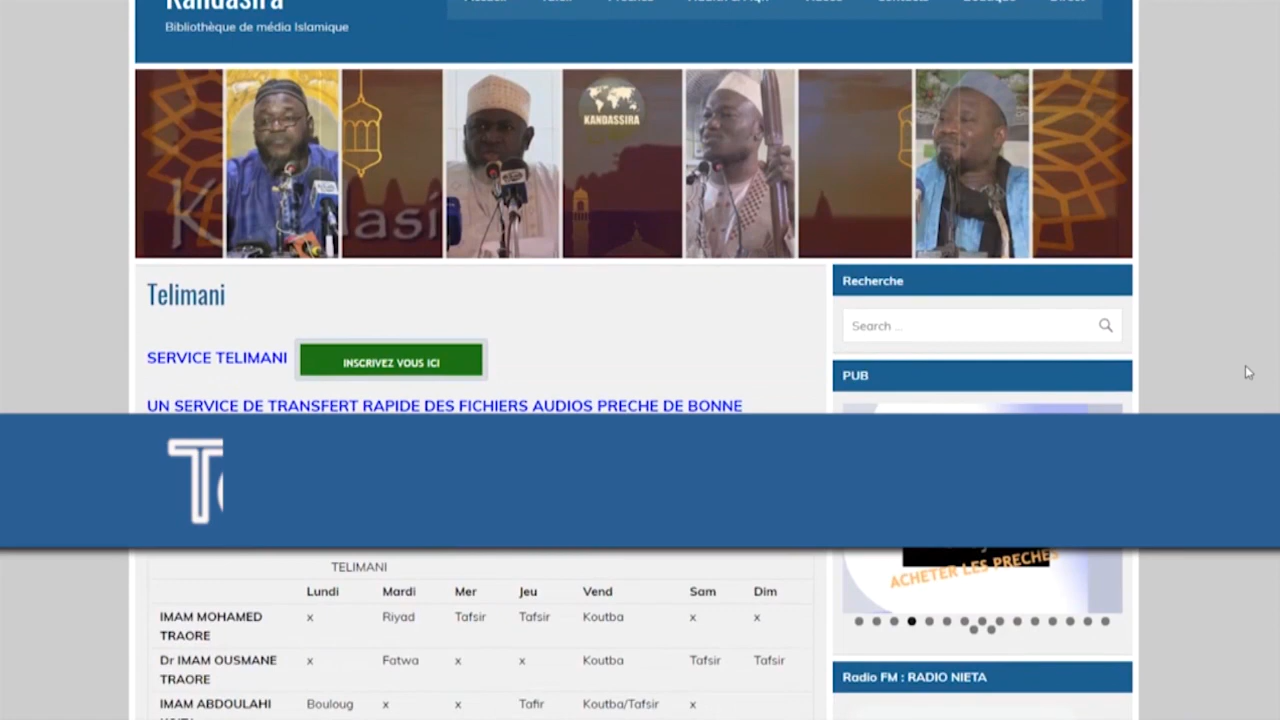 Kandasira
Bibliothèque de média Islamique
KANDASSIRA
Telimani
SERVICE TELIMANI
INSCRIVEZ VOUS ICI
UN SERVICE DE TRANSFERT RAPIDE DES FICHIERS AUDIOS PRECHE DE BONNE
Recherche
Search ...
PUB
ACHETER LES PRECHES
Radio FM : RADIO NIETA
TELIMANI
Lundi Mardi Mer Jeu Vend Sam Dim
IMAM MOHAMED TRAORE x Riyad Tafsir Tafsir Koutba x x
Dr IMAM OUSMANE TRAORE x Fatwa x x Koutba Tafsir Tafsir
IMAM ABDOULAHI Bouloug x x Tafir Koutba/Tafsir x